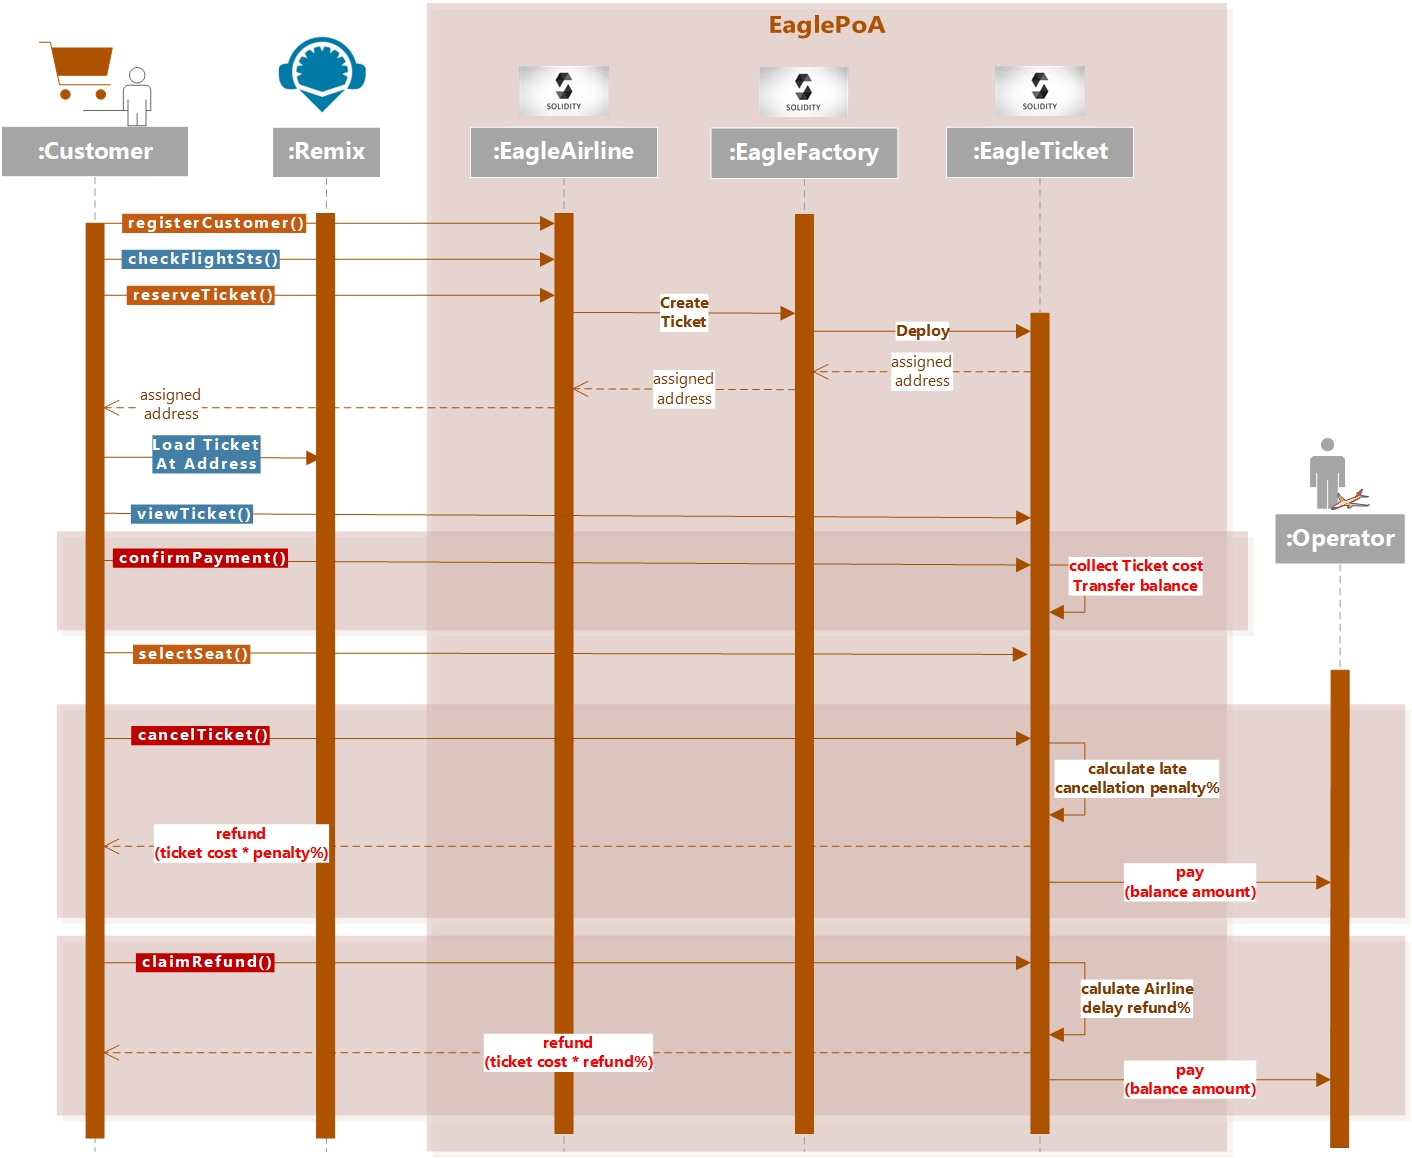 EaglePoA
SOLIDITY
SOLIDITY
SOLIDITY
:Customer
:Remix
:EagleAirline
:EagleFactory
:EagleTicket
registerCustomer()
checkFlightSts()
reserveTicket()
Create
Ticket
Deploy
assigned
address
assigned
address
assigned
address
Load Ticket
At Address
viewTicket()
:Operator
confirmPayment()
collect Ticket cost
Transfer balance
selectSeat()
cancelTicket()
calculate late
cancellation penalty%
refund
(ticket cost * penalty%)
pay
(balance amount)
claimRefund()
calulate Airline
delay refund%
refund
(ticket cost * refund%)
pay
(balance amount)